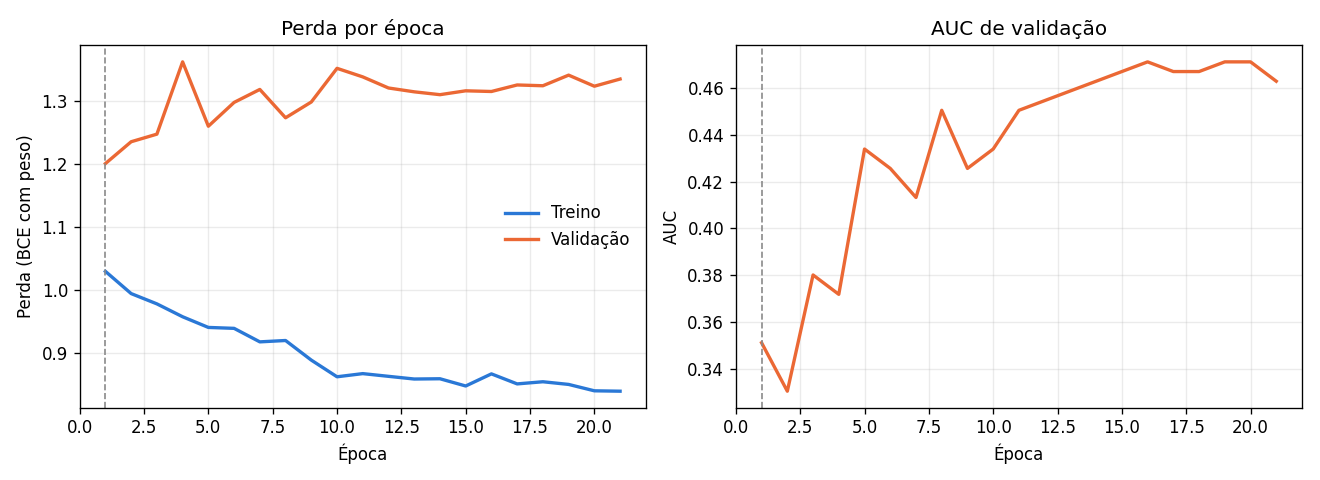 Perda por época
Perda (BCE com peso)
1.3
1.2
1.1
1.0
0.9
Treino
Validação
0.0 2.5 5.0 7.5 10.0 12.5 15.0 17.5 20.0
Época
AUC de validação
AUC
0.46
0.44
0.42
0.40
0.38
0.36
0.34
0.0 2.5 5.0 7.5 10.0 12.5 15.0 17.5 20.0
Época